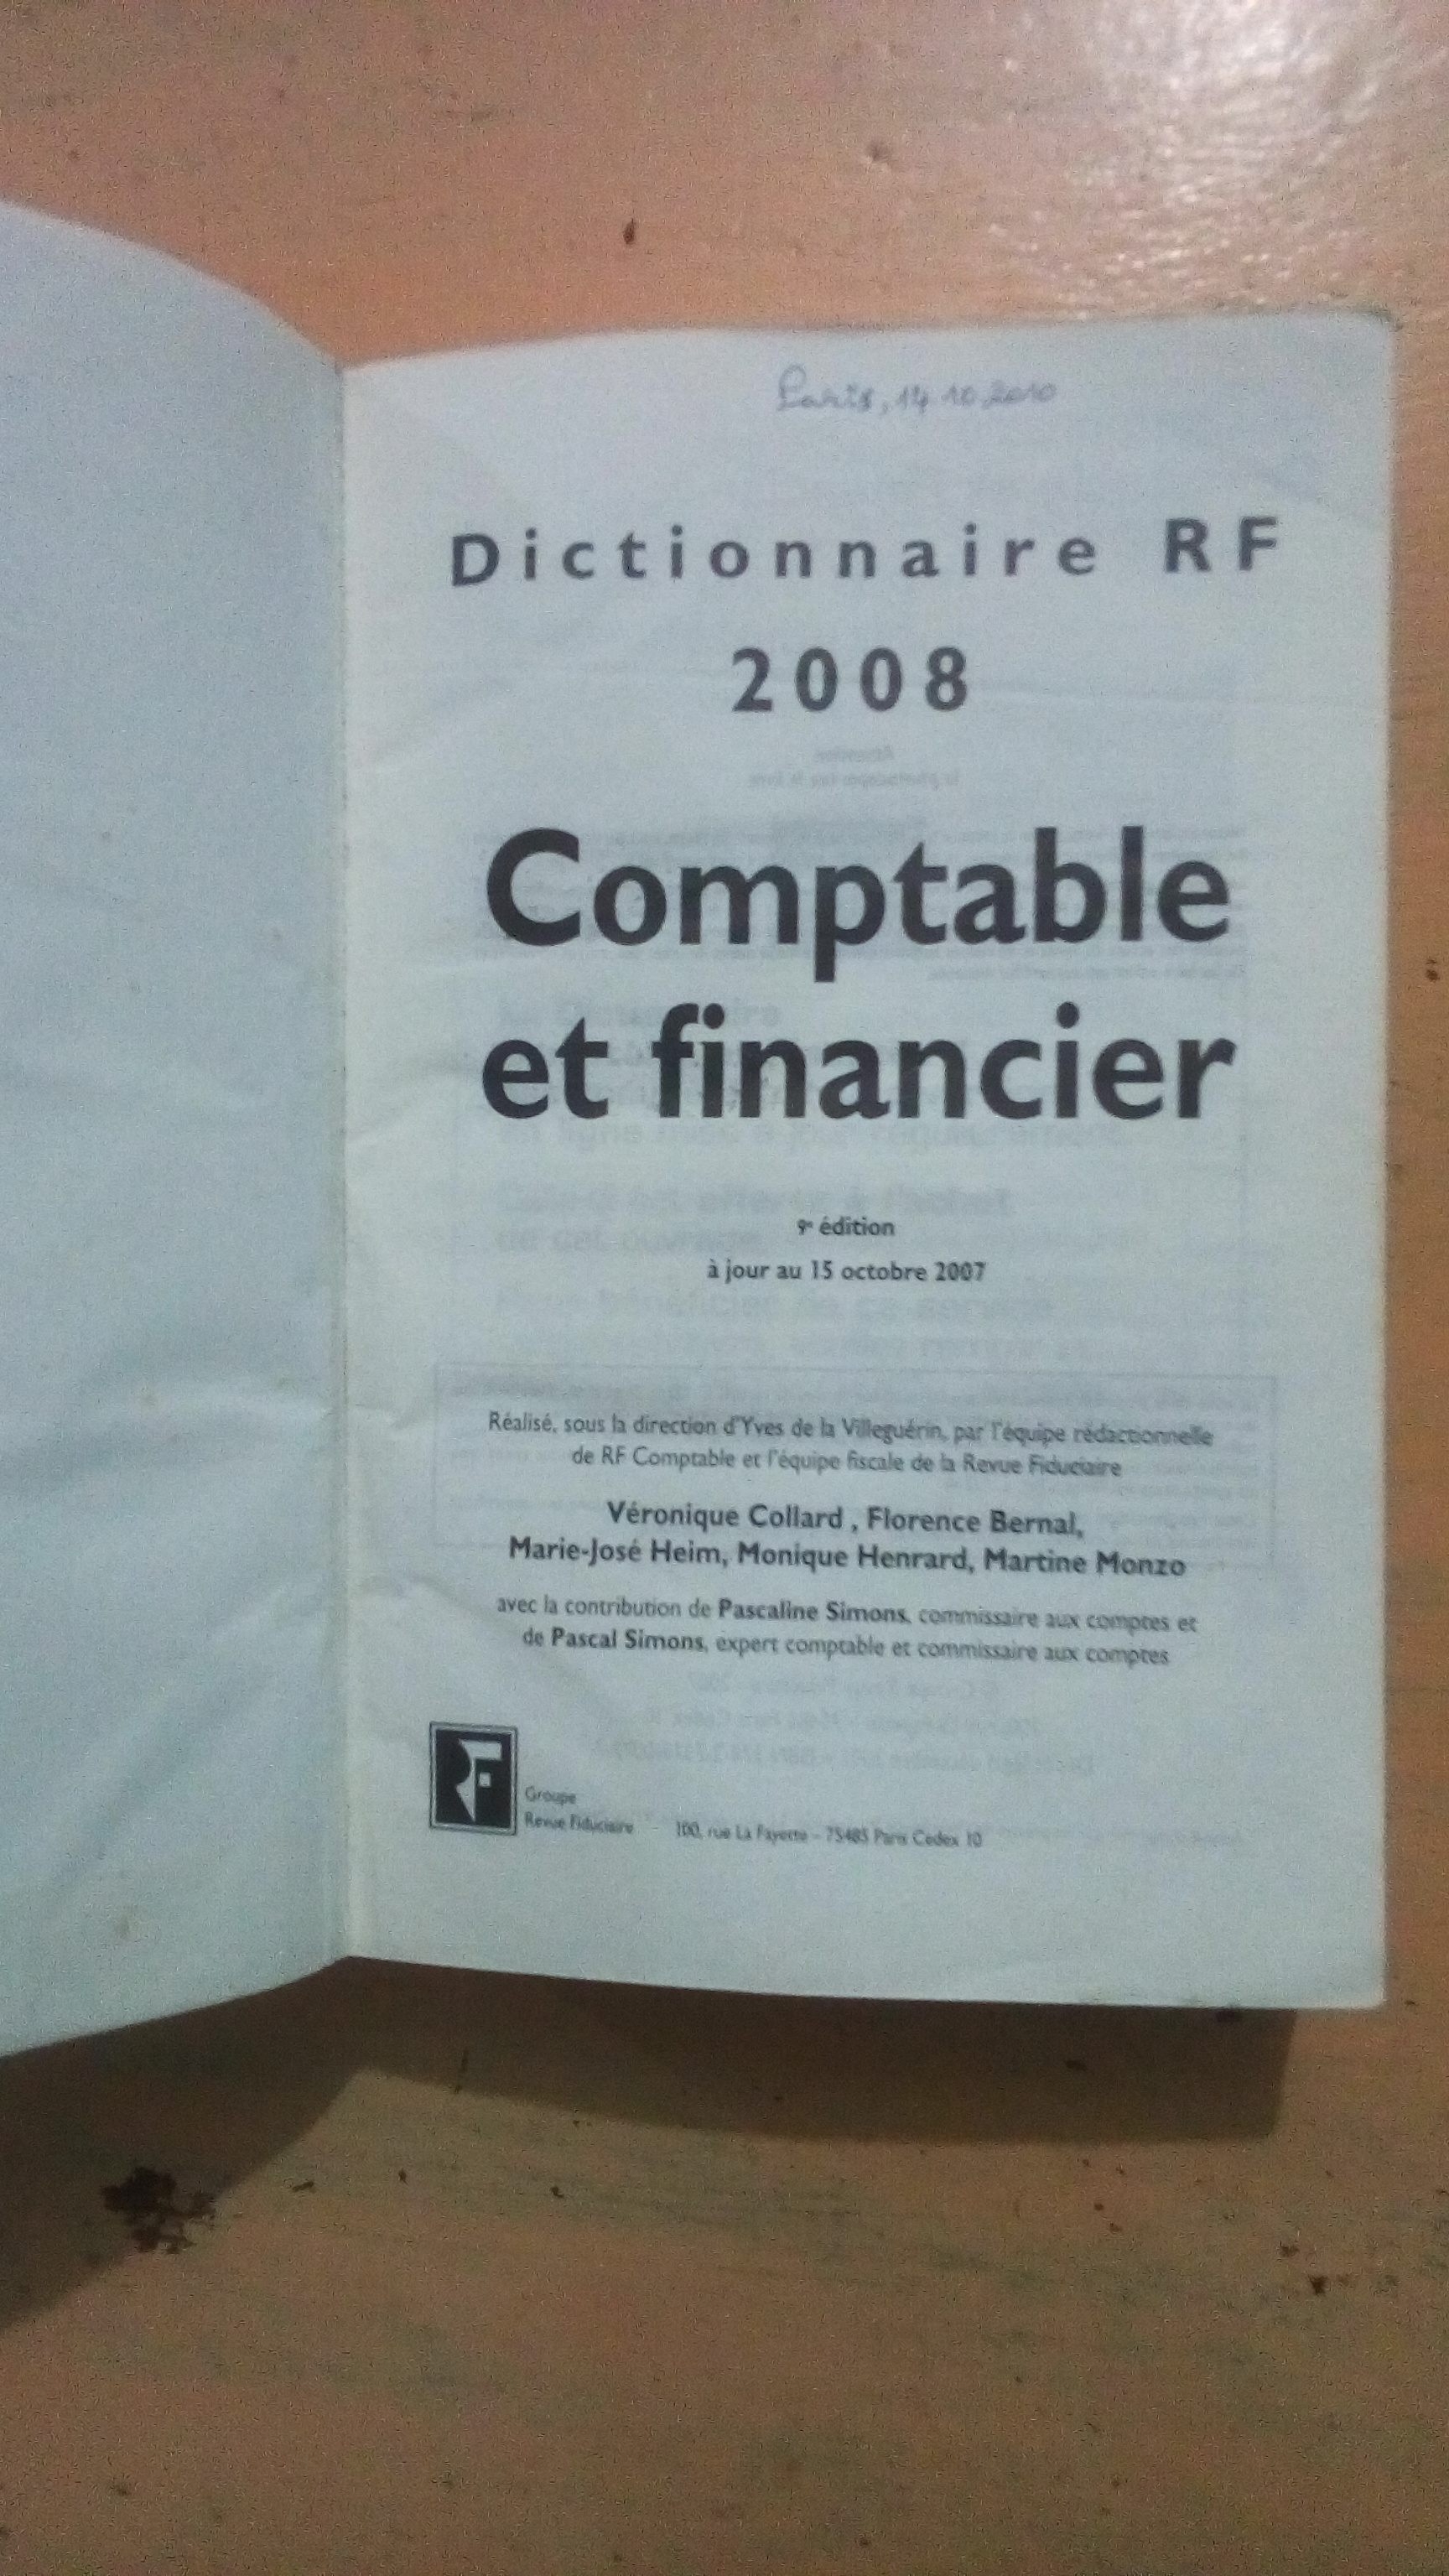 Paris, 14 10 2010
Dictionnaire RF
2008
Comptable
et financier
9e édition
à jour au 15 octobre 2007
Réalisé, sous la direction d'Yves de la Villeguérin, par l'équipe rédactionnelle
de RF Comptable et l'équipe fiscale de la Revue Fiduciaire
Véronique Collard , Florence Bernal,
Marie-José Heim, Monique Henrard, Martine Monzo
avec la contribution de Pascaline Simons, commissaire aux comptes et
de Pascal Simons, expert comptable et commissaire aux comptes
RF
Groupe
Revue Fiduciaire 100, rue La Fayette – 75485 Paris Cedex 10